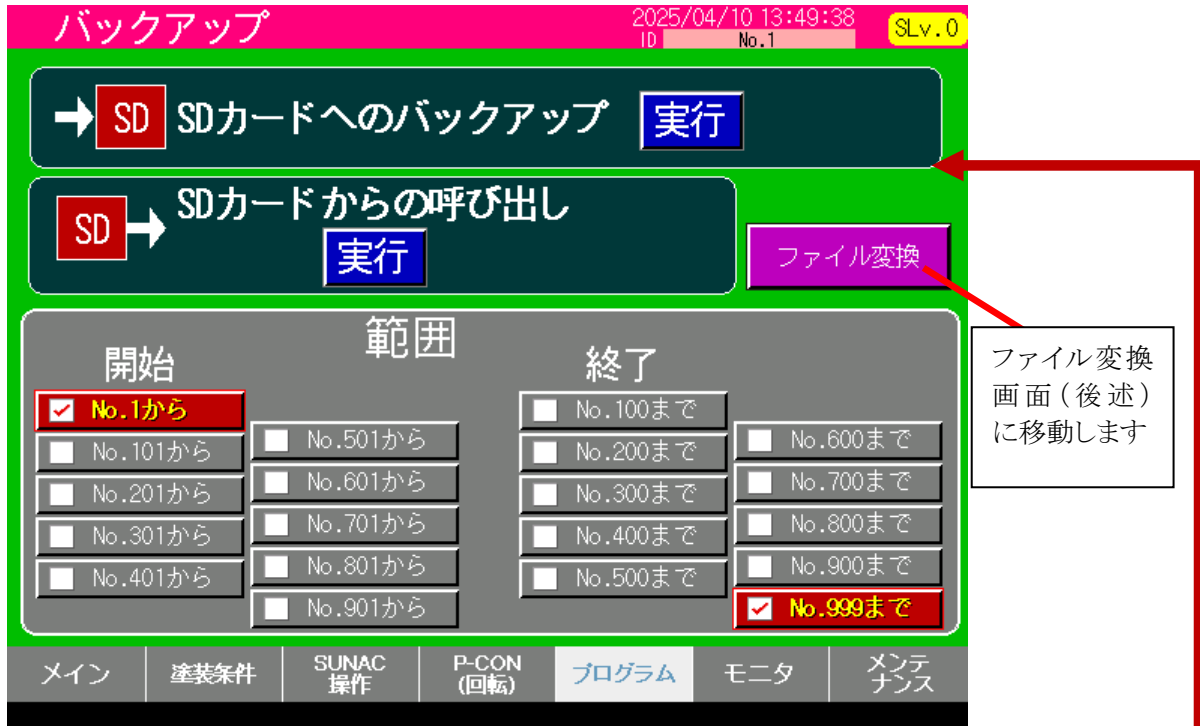 バックアップ
2025/04/10 13:49:38
ID No.1
SLv.0
SD SDカードへのバックアップ 実行
SD SDカードからの呼び出し
実行
ファイル変換
ファイル変換
画面(後述)
に移動します
範囲
開始
終了
No.1から
No.101から
No.201から
No.301から
No.401から
No.501から
No.601から
No.701から
No.801から
No.901から
No.100まで
No.200まで
No.300まで
No.400まで
No.500まで
No.600まで
No.700まで
No.800まで
No.900まで
No.999まで
メイン
塗装条件
SUNAC
操作
P-CON
(回転)
プログラム
モニタ
メンテ
ナンス